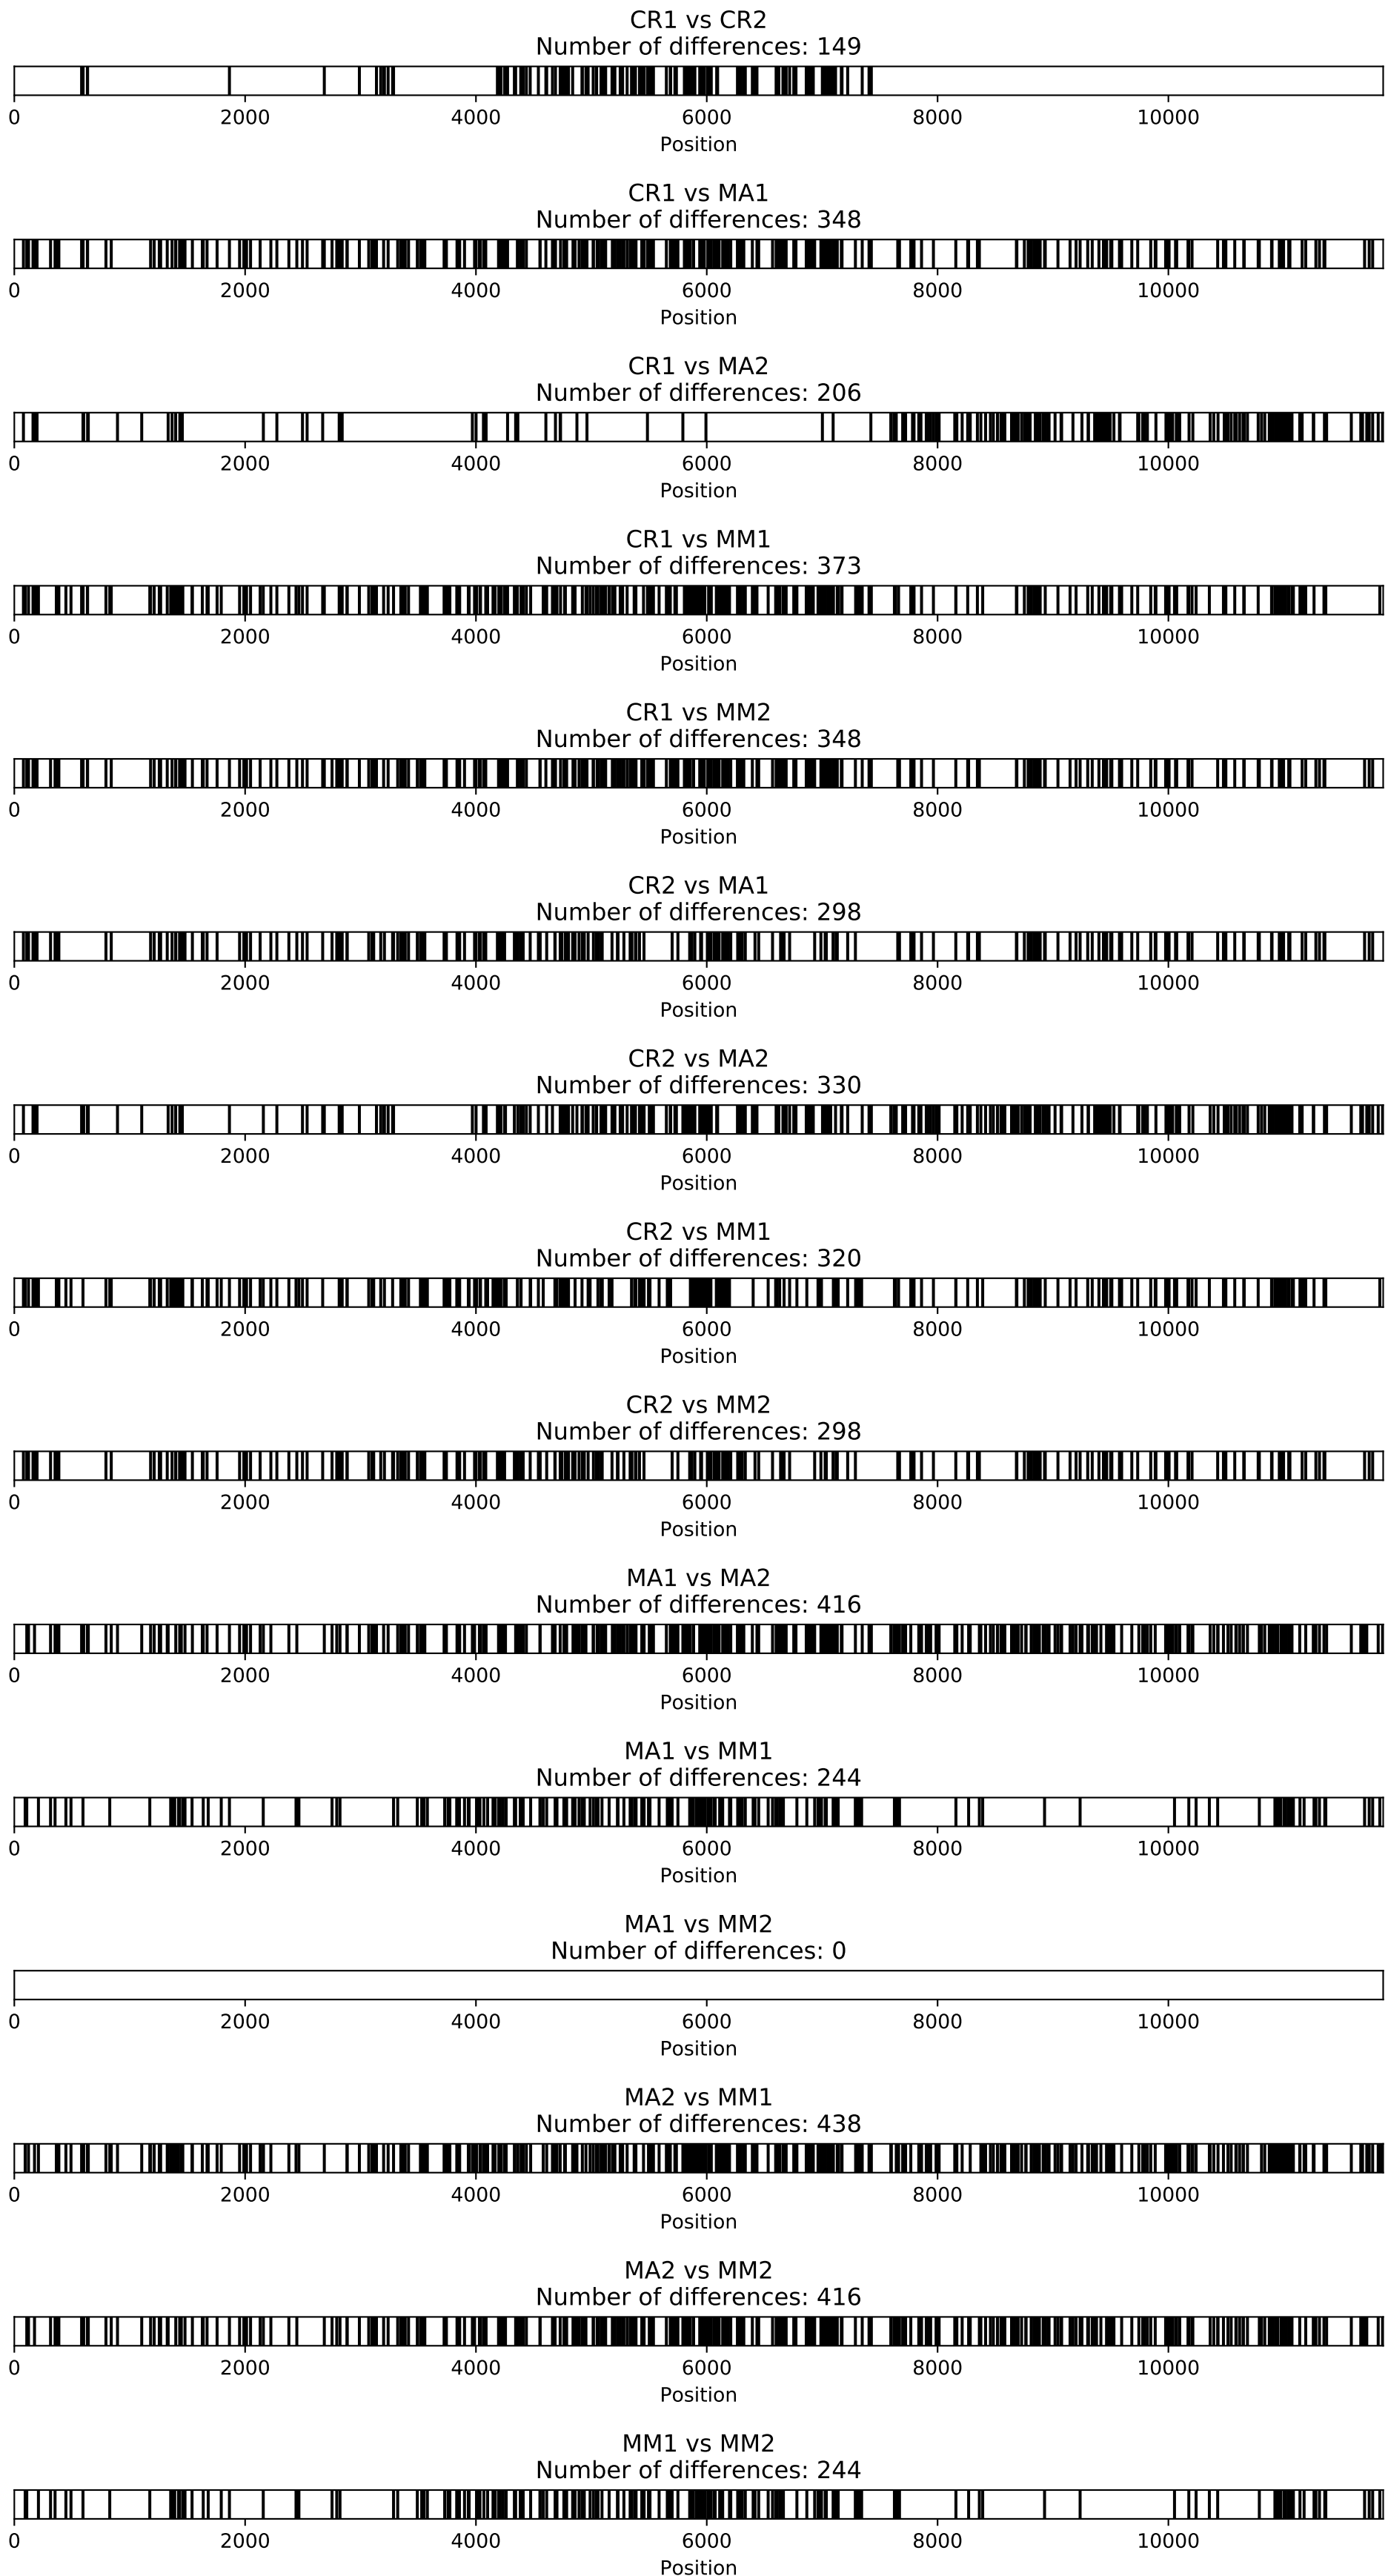 CR1 vs CR2
Number of differences: 149
0 2000 4000 6000 8000 10000
Position
CR1 vs MA1
Number of differences: 348
0 2000 4000 6000 8000 10000
Position
CR1 vs MA2
Number of differences: 206
0 2000 4000 6000 8000 10000
Position
CR1 vs MM1
Number of differences: 373
0 2000 4000 6000 8000 10000
Position
CR1 vs MM2
Number of differences: 348
0 2000 4000 6000 8000 10000
Position
CR2 vs MA1
Number of differences: 298
0 2000 4000 6000 8000 10000
Position
CR2 vs MA2
Number of differences: 330
0 2000 4000 6000 8000 10000
Position
CR2 vs MM1
Number of differences: 320
0 2000 4000 6000 8000 10000
Position
CR2 vs MM2
Number of differences: 298
0 2000 4000 6000 8000 10000
Position
MA1 vs MA2
Number of differences: 416
0 2000 4000 6000 8000 10000
Position
MA1 vs MM1
Number of differences: 244
0 2000 4000 6000 8000 10000
Position
MA1 vs MM2
Number of differences: 0
0 2000 4000 6000 8000 10000
Position
MA2 vs MM1
Number of differences: 438
0 2000 4000 6000 8000 10000
Position
MA2 vs MM2
Number of differences: 416
0 2000 4000 6000 8000 10000
Position
MM1 vs MM2
Number of differences: 244
0 2000 4000 6000 8000 10000
Position